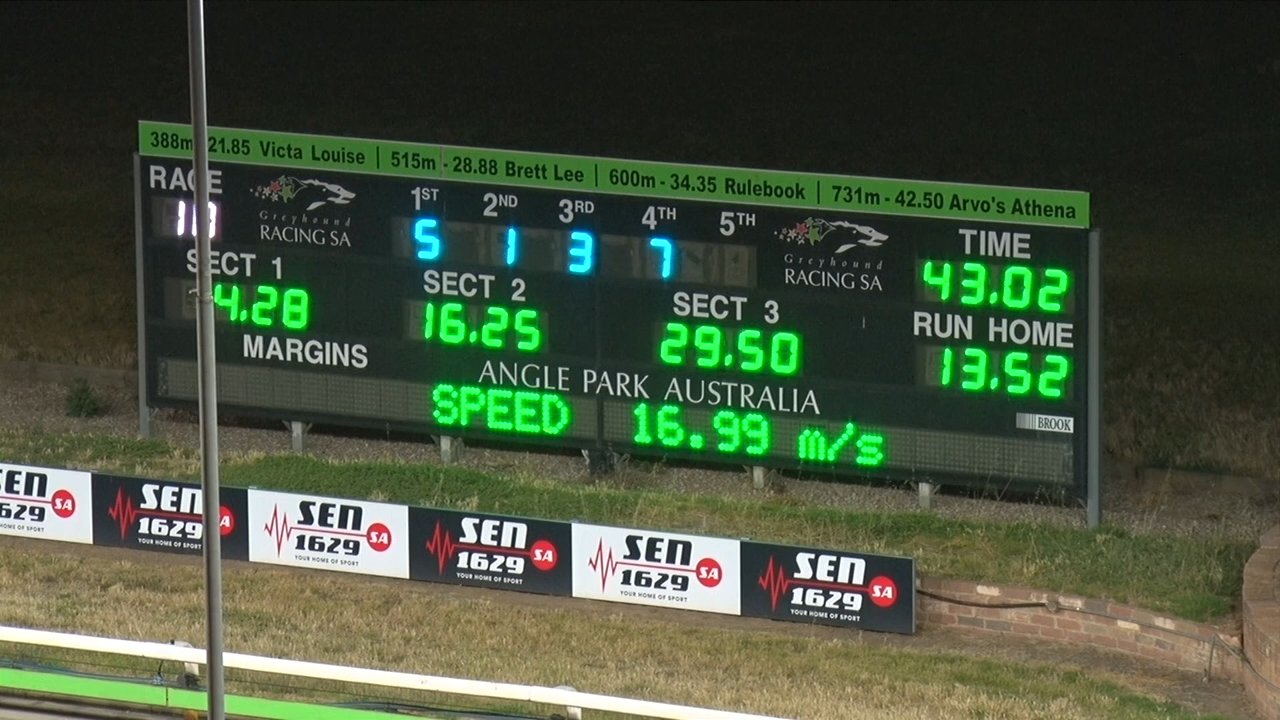 388m 21.85 Victa Louise | 515m - 28.88 Brett Lee | 600m - 34.35 Rulebook | 731m - 42.50 Arvo's Athena
RACE
Greyhound
RACING SA
1ST 2ND 3RD 4TH 5TH
5 1 3 7
Greyhound
RACING SA
TIME
43.02
SECT 1
4.28
SECT 2
16.25
SECT 3
29.50
RUN HOME
13.52
MARGINS
ANGLE PARK AUSTRALIA
SPEED 16.99 m/s
BROOK
SEN SA
1629
HOME OF SPORT
SEN
1629
YOUR HOME OF SPORT
SEN SA
1629
YOUR HOME OF SPORT
SEN SA
1629
YOUR HOME OF SPORT
SEN SA
1629
YOUR HOME OF SPORT
SEN SA
1629
YOUR HOME OF SPORT